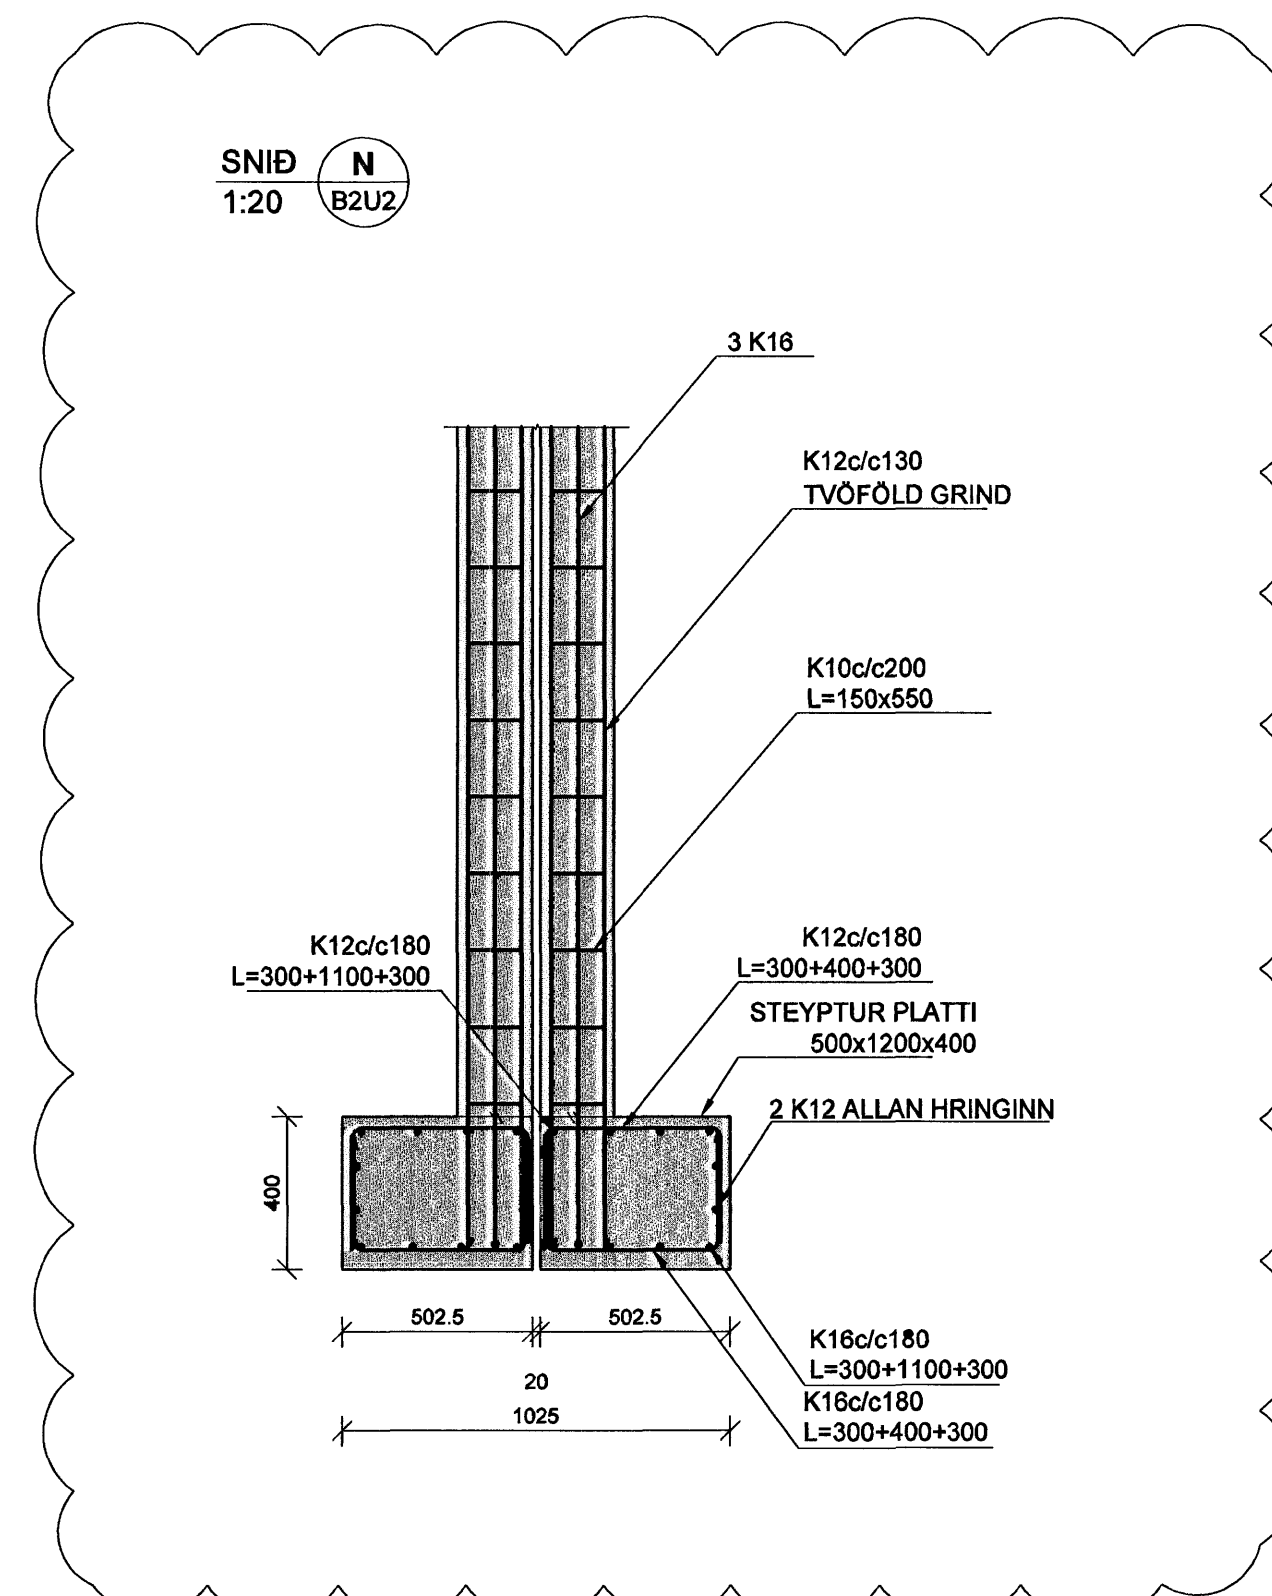 SNIÐ
1:20
N
B2U2
3 K16
K12c/c130
TVÖFÖLD GRIND
K10c/c200
L=150x550
K12c/c180
L=300+1100+300
K12c/c180
L=300+400+300
STEYPTUR PLATTI
500x1200x400
2 K12 ALLAN HRINGINN
400
502.5
502.5
20
1025
K16c/c180
L=300+1100+300
K16c/c180
L=300+400+300